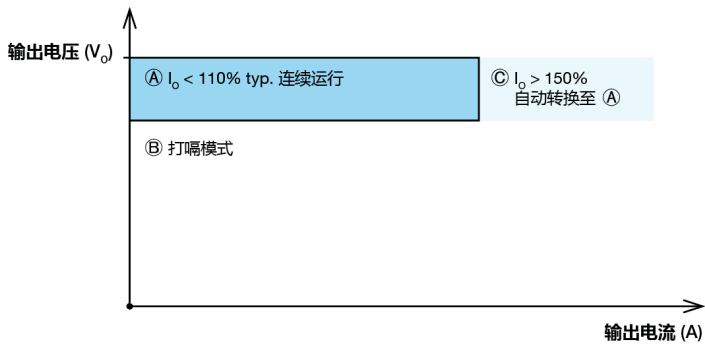 输出电压 (Vo)
Ⓐ Io < 110% typ. 连续运行
Ⓒ Io > 150%
自动转换至 Ⓐ
Ⓑ 打嗝模式
输出电流 (A)